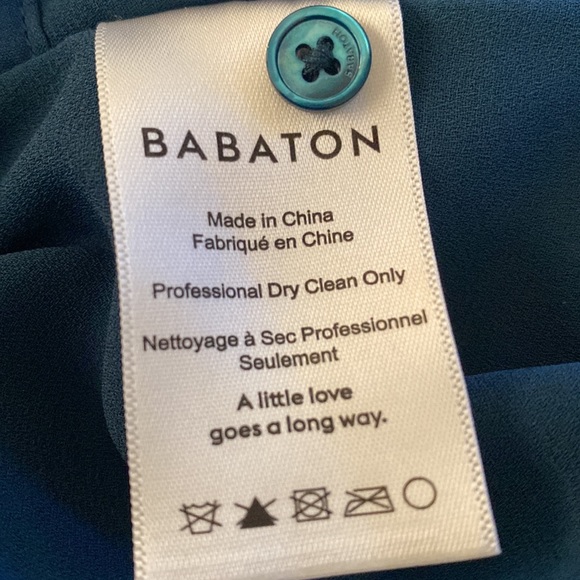 BABATON
Made in China
Fabriqué en Chine
Professional Dry Clean Only
Nettoyage à Sec Professionnel
Seulement
A little love
goes a long way.